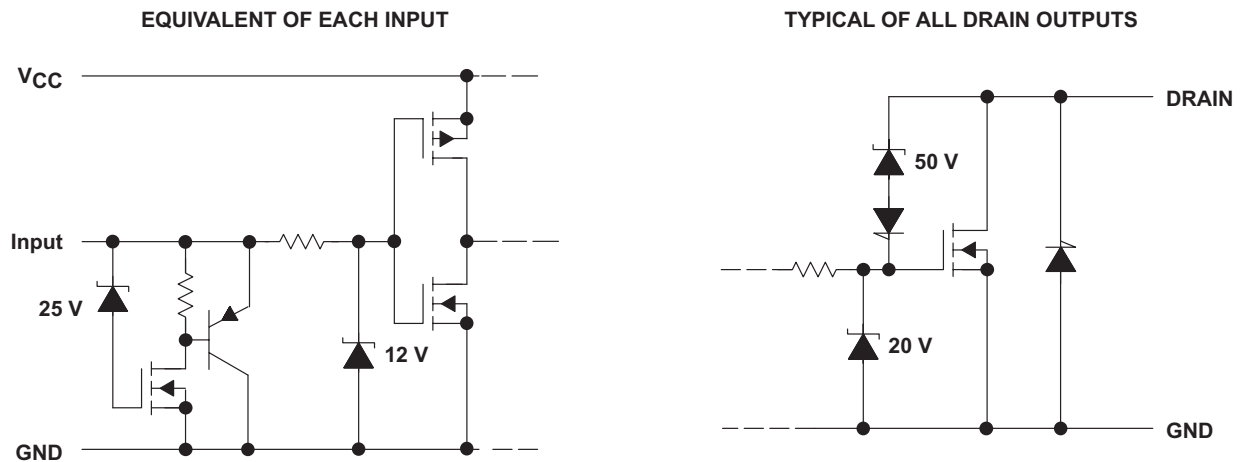 EQUIVALENT OF EACH INPUT
VCC
Input
25 V
12 V
GND
TYPICAL OF ALL DRAIN OUTPUTS
DRAIN
50 V
20 V
GND